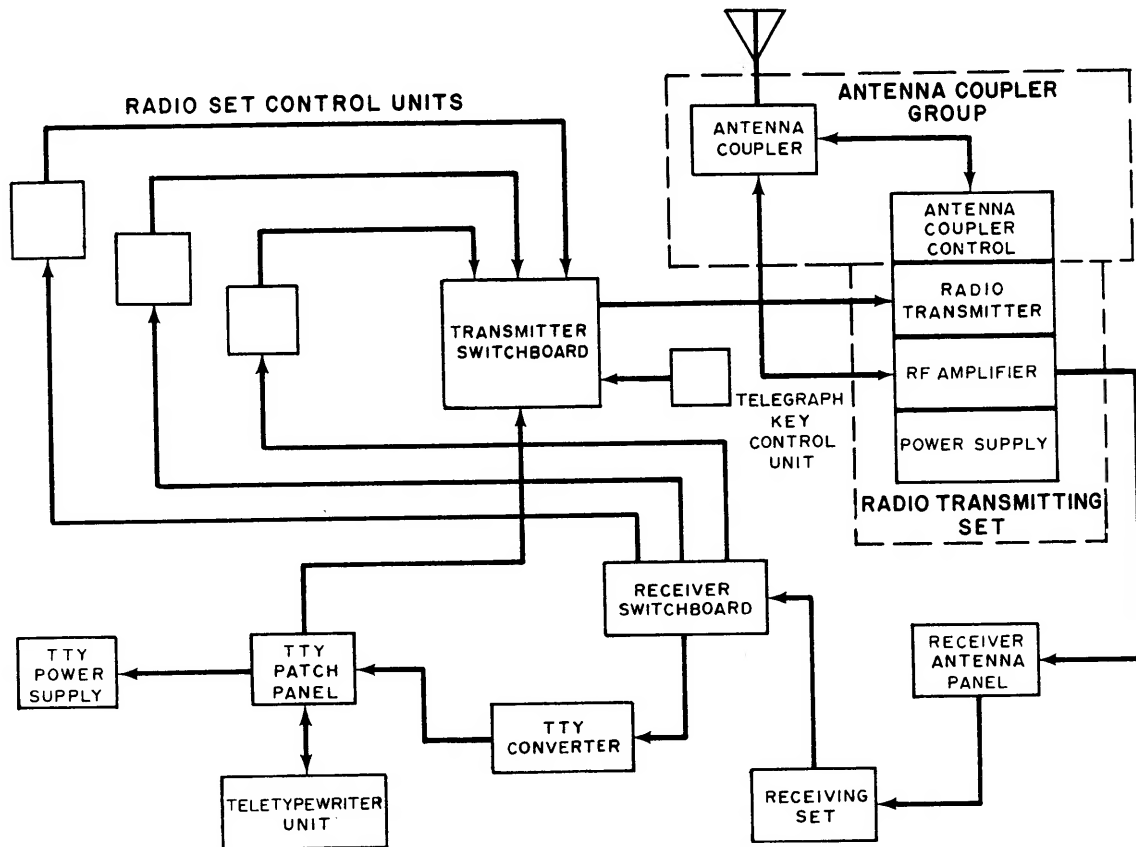 RADIO SET CONTROL UNITS
ANTENNA COUPLER
GROUP
ANTENNA
COUPLER
ANTENNA
COUPLER
CONTROL
RADIO
TRANSMITTER
RF AMPLIFIER
POWER SUPPLY
RADIO TRANSMITTING
SET
TRANSMITTER
SWITCHBOARD
TELEGRAPH
KEY
CONTROL
UNIT
RECEIVER
SWITCHBOARD
RECEIVER
ANTENNA
PANEL
TTY
POWER
SUPPLY
TTY
PATCH
PANEL
TTY
CONVERTER
RECEIVING
SET
TELETYPEWRITER
UNIT